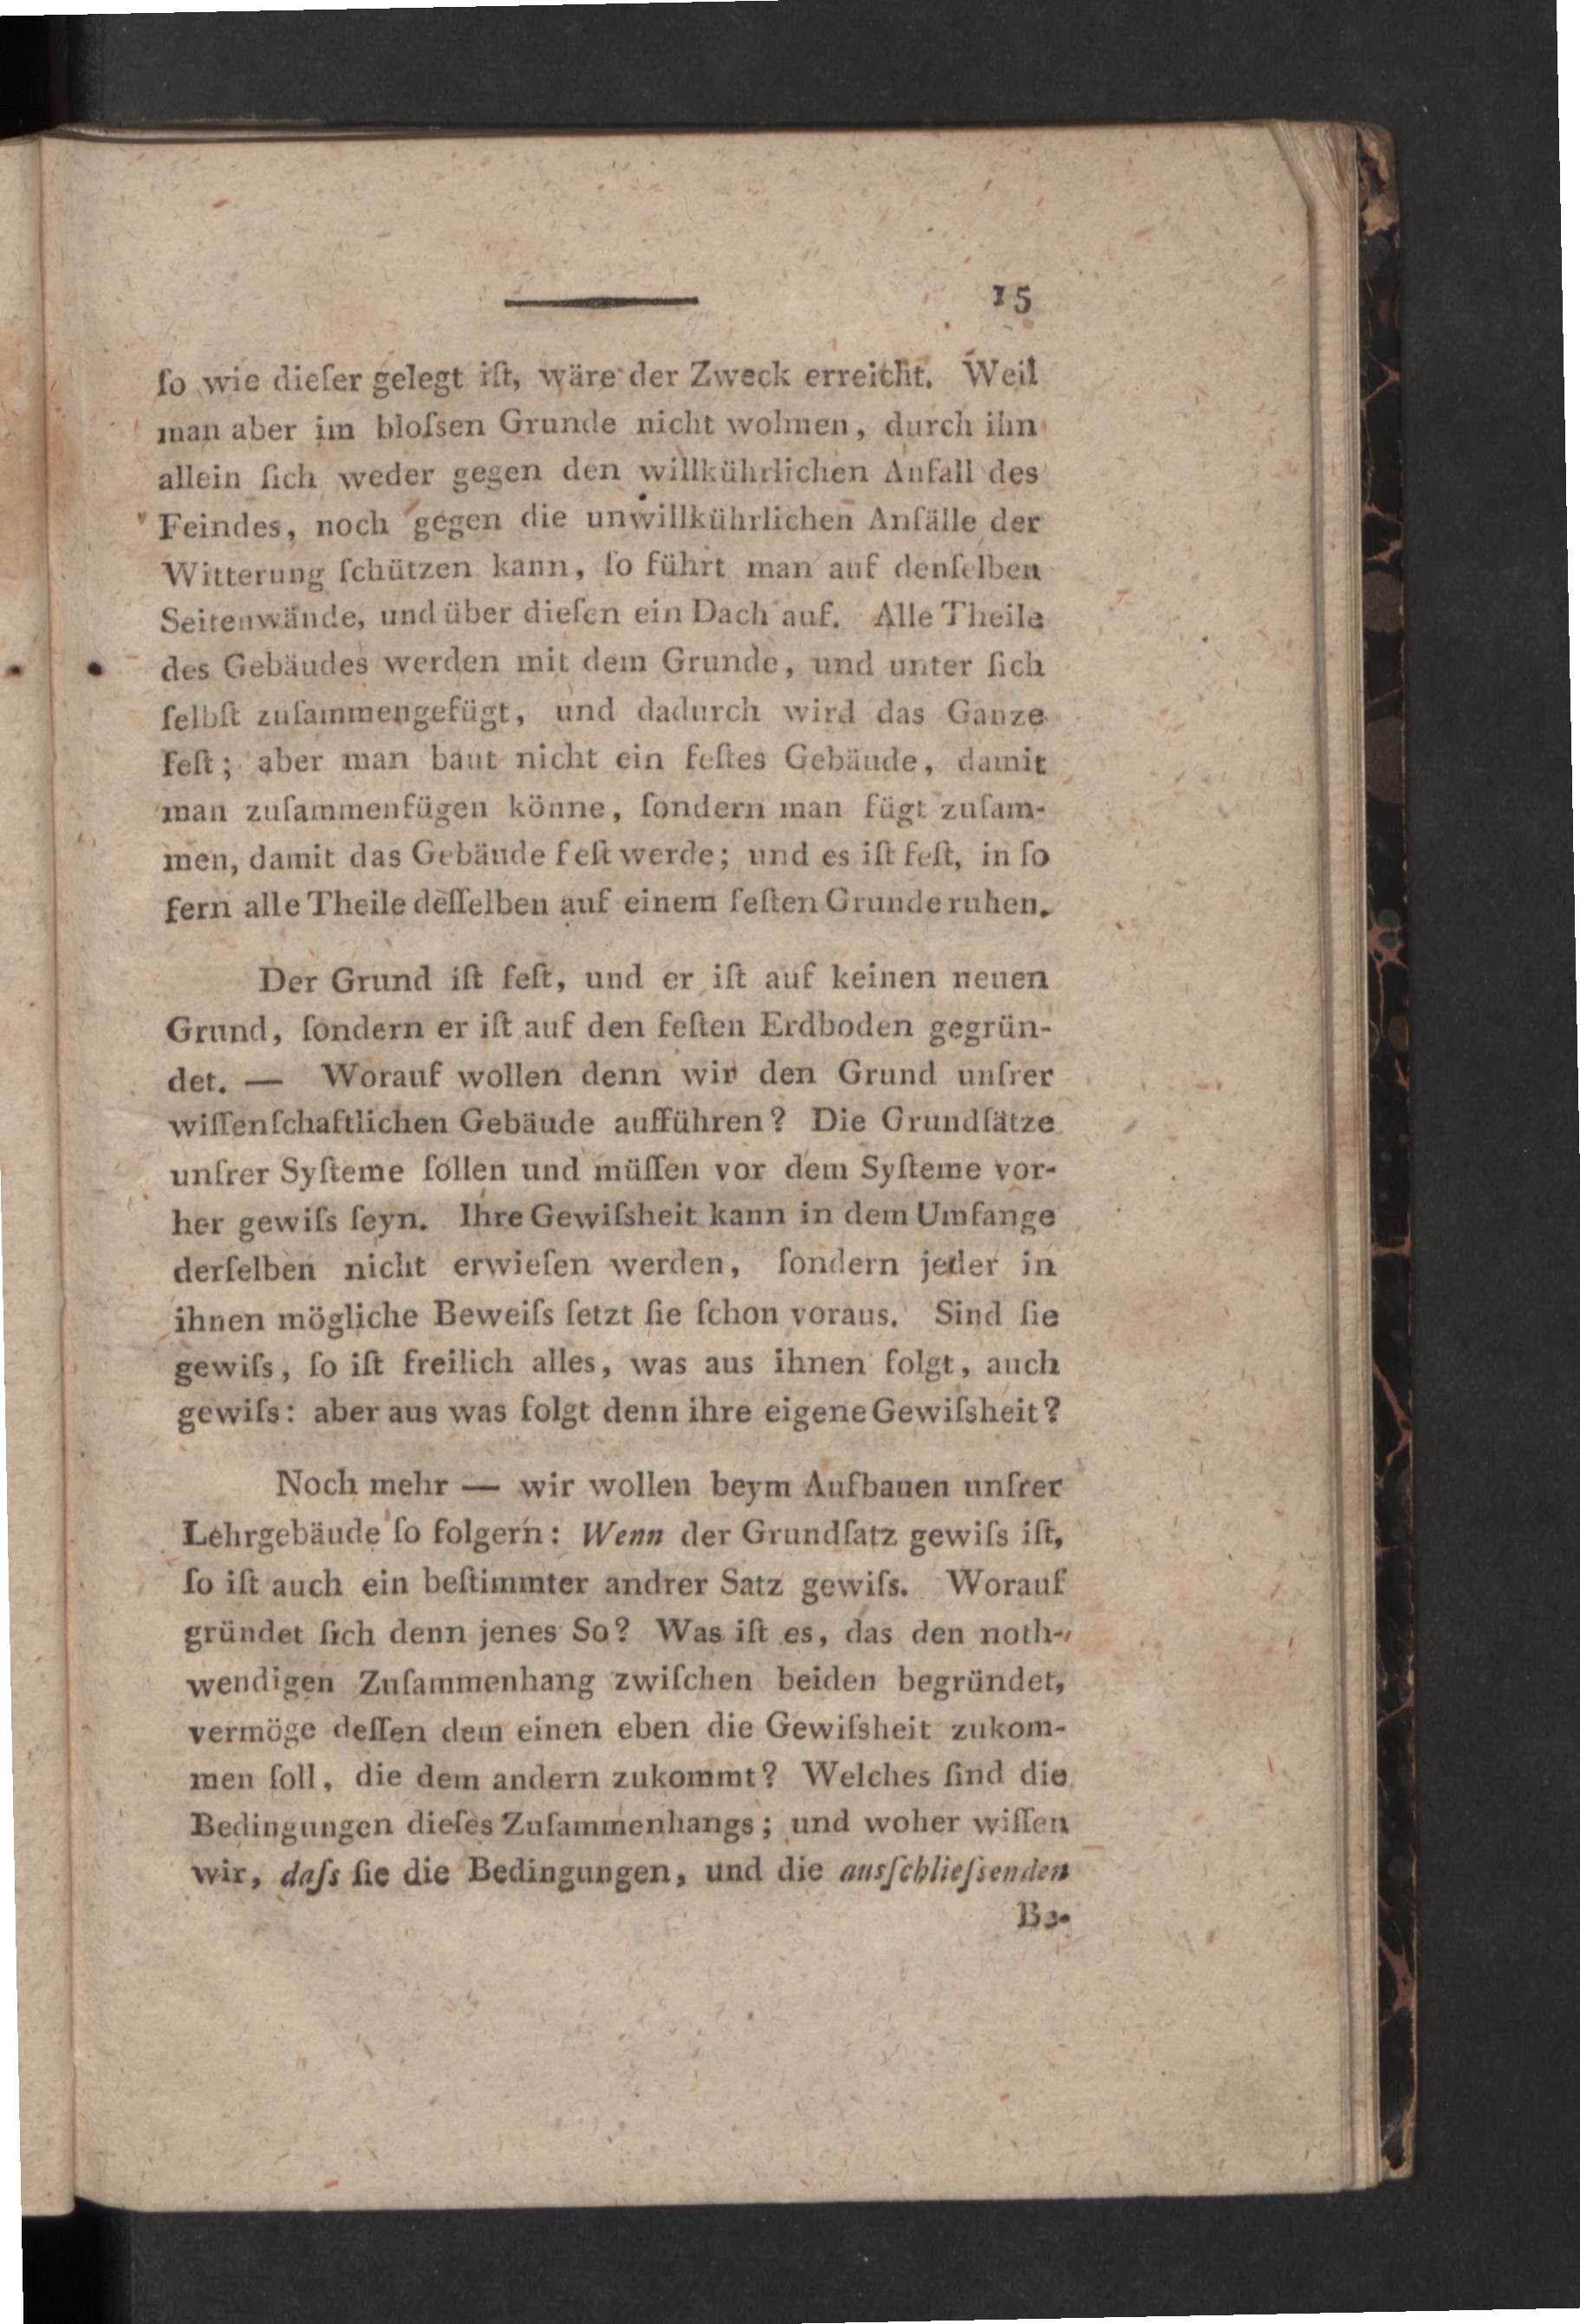 15
ſo wie dieſer gelegt iſt, wäre der Zweck erreicht. Weil
man aber im bloſsen Grunde nicht wohnen, durch ihn
allein ſich weder gegen den willkührlichen Anfall des
Feindes, noch gegen die unwillkührlichen Anfälle der
Witterung ſchützen kann, ſo führt man auf denſelben
Seitenwände, und über dieſen ein Dach auf. Alle Theile
des Gebäudes werden mit dem Grunde, und unter ſich
ſelbſt zuſammengefügt, und dadurch wird das Ganze
feſt; aber man baut nicht ein feſtes Gebäude, damit
man zuſammenfügen könne, ſondern man fügt zuſam-
men, damit das Gebäude feſt werde; und es iſt feſt, in ſo
fern alle Theile deſſelben auf einem feſten Grunde ruhen.
Der Grund iſt feſt, und er iſt auf keinen neuen
Grund, ſondern er iſt auf den feſten Erdboden gegrün-
det. — Worauf wollen denn wir den Grund unſrer
wiſſenſchaftlichen Gebäude aufführen? Die Grundſätze
unſrer Syſteme ſollen und müſſen vor dem Syſteme vor-
her gewiſs ſeyn. Ihre Gewiſsheit kann in dem Umfange
derſelben nicht erwieſen werden, ſondern jeder in
ihnen mögliche Beweiſs ſetzt ſie ſchon voraus. Sind ſie
gewiſs, ſo iſt freilich alles, was aus ihnen folgt, auch
gewiſs: aber aus was folgt denn ihre eigene Gewiſsheit?
Noch mehr — wir wollen beym Aufbauen unſrer
Lehrgebäude ſo folgern: Wenn der Grundſatz gewiſs iſt,
ſo iſt auch ein beſtimmter andrer Satz gewiſs. Worauf
gründet ſich denn jenes So? Was iſt es, das den noth-
wendigen Zuſammenhang zwiſchen beiden begründet,
vermöge deſſen dem einen eben die Gewiſsheit zukom-
men ſoll, die dem andern zukommt? Welches ſind die
Bedingungen dieſes Zuſammenhangs; und woher wiſſen
wir, daſs ſie die Bedingungen, und die ausſchlieſsenden
Be-